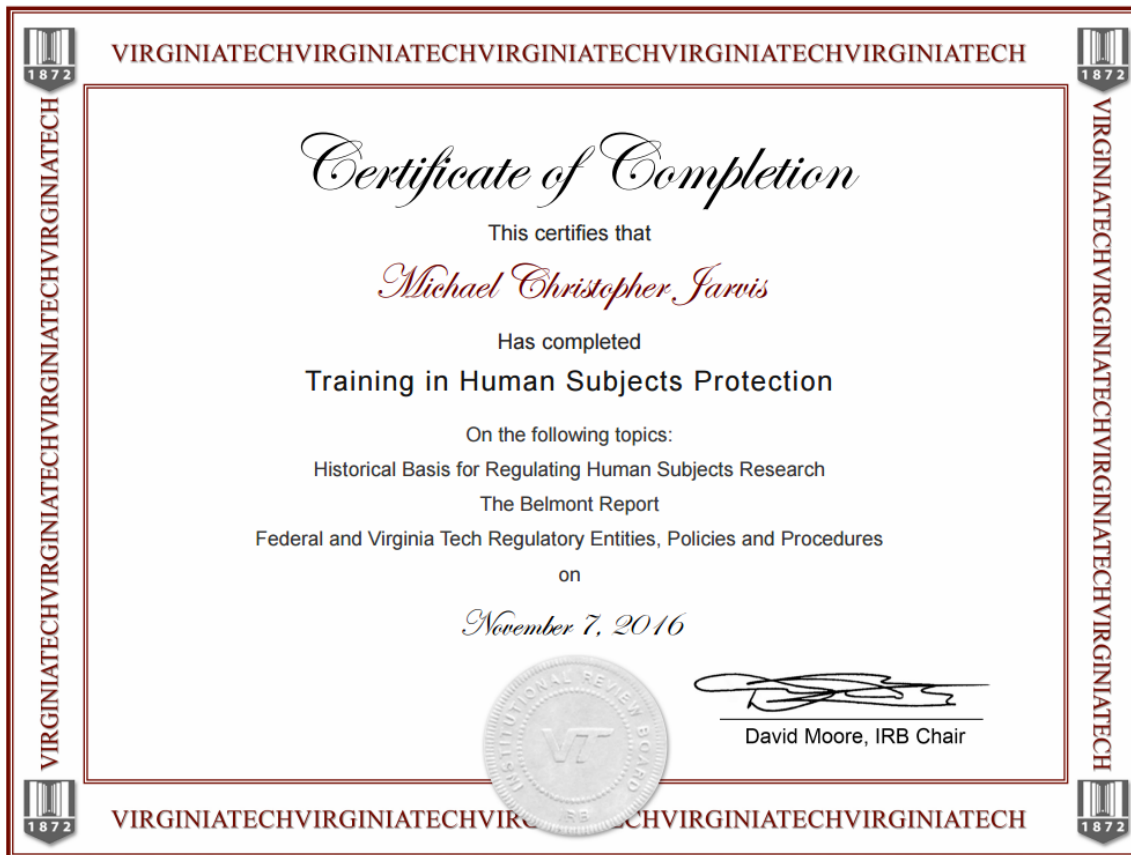 1872
VIRGINIATECHVIRGINIATECHVIRGINIATECHVIRGINIATECHVIRGINIATECH
1872
VIRGINIATECHVIRGINIATECHVIRGINIATECHVIRGINIATECH
VIRGINIATECHVIRGINIATECHVIRGINIATECHVIRGINIATECH
Certificate of Completion
This certifies that
Michael Christopher Jarvis
Has completed
Training in Human Subjects Protection
On the following topics:
Historical Basis for Regulating Human Subjects Research
The Belmont Report
Federal and Virginia Tech Regulatory Entities, Policies and Procedures
on
November 7, 2016
INSTITUTIONAL REVIEW BOARD
VT
IRB
David Moore, IRB Chair
1872
VIRGINIATECHVIRGINIATECHVIR CHVIRGINIATECHVIRGINIATECH
1872